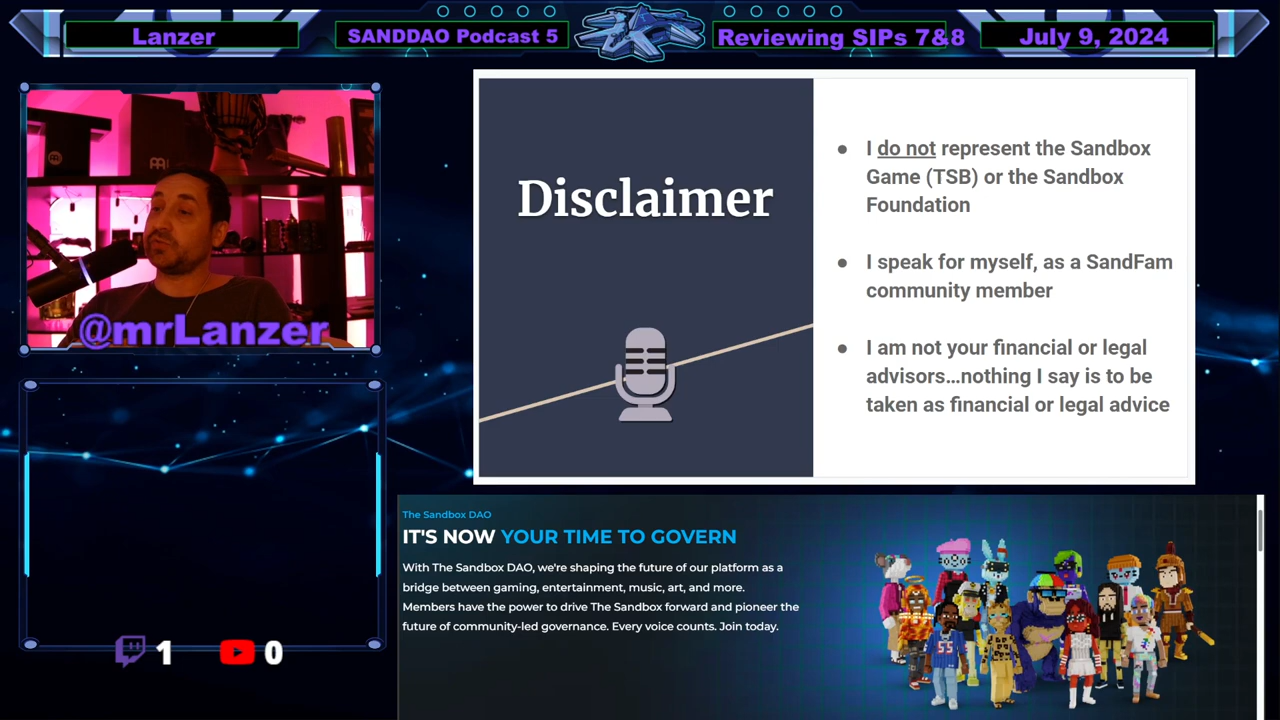 Lanzer
SANDDAO Podcast 5
Reviewing SIPs 7&8
July 9, 2024
@mrLanzer
Disclaimer
● I do not represent the Sandbox
Game (TSB) or the Sandbox
Foundation
● I speak for myself, as a SandFam
community member
● I am not your financial or legal
advisors...nothing I say is to be
taken as financial or legal advice
1
0
The Sandbox DAO
IT'S NOW YOUR TIME TO GOVERN
With The Sandbox DAO, we're shaping the future of our platform as a
bridge between gaming, entertainment, music, art, and more.
Members have the power to drive The Sandbox forward and pioneer the
future of community-led governance. Every voice counts. Join today.
55